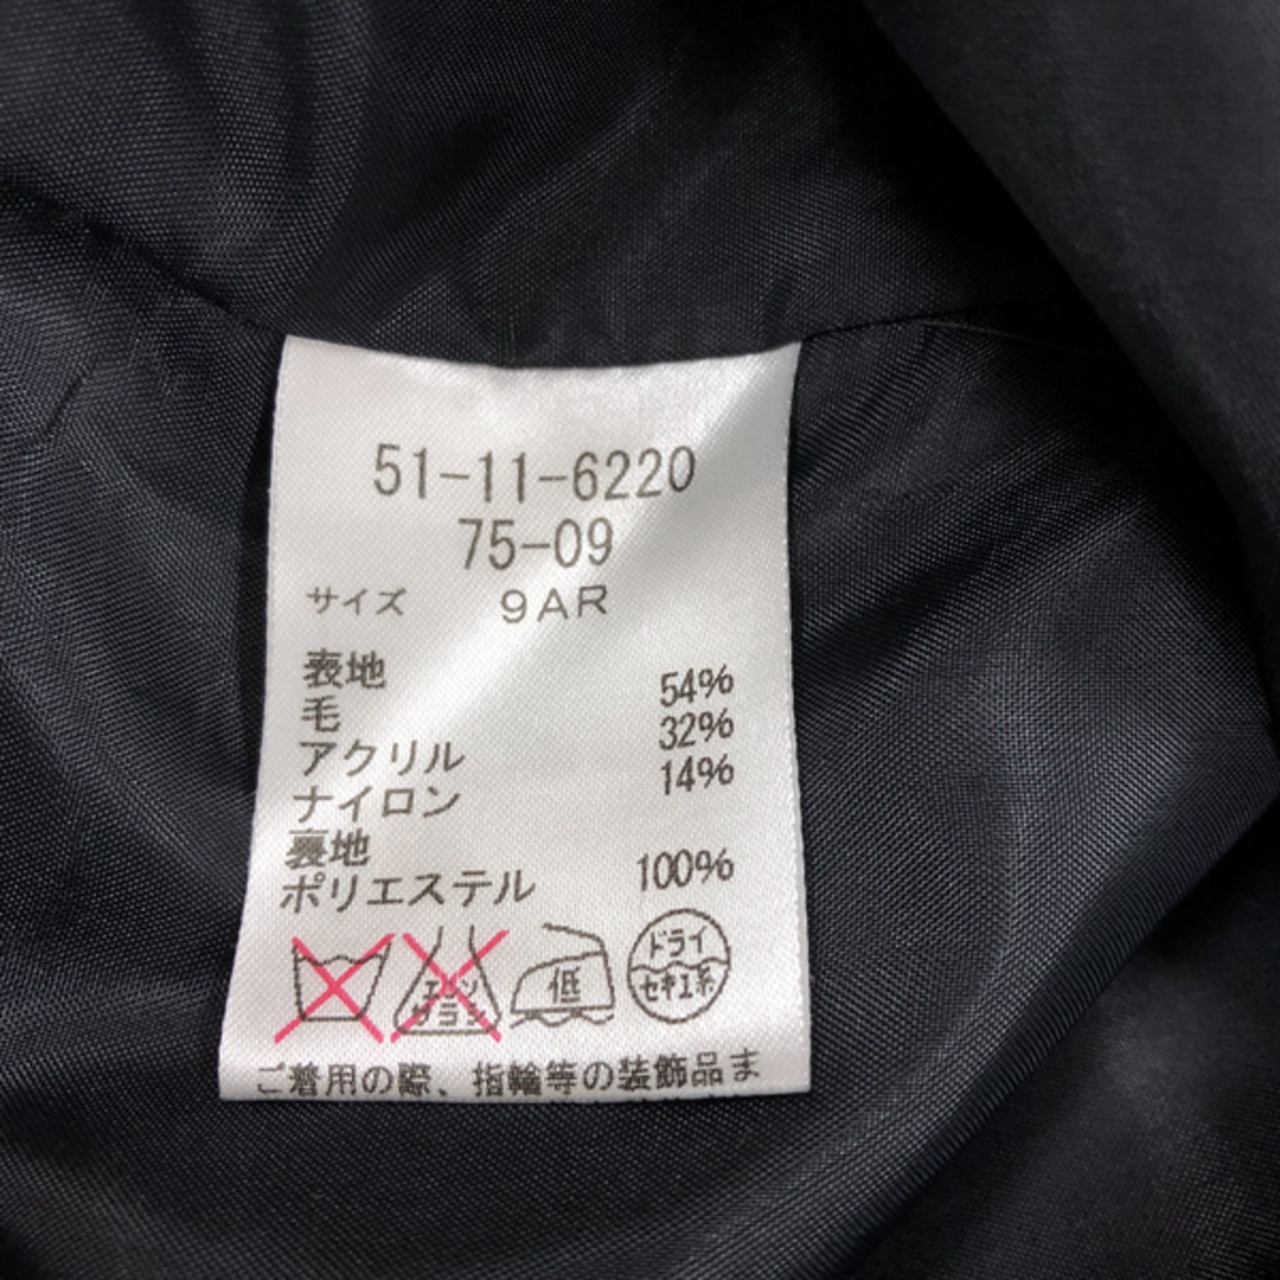 51-11-6220
75-09
サイズ 9AR
表地
毛 54%
アクリル 32%
ナイロン 14%
裏地
ポリエステル 100%
エンソ
サラシ
低
ドライ
セキユ系
ご着用の際、指輪等の装飾品ま